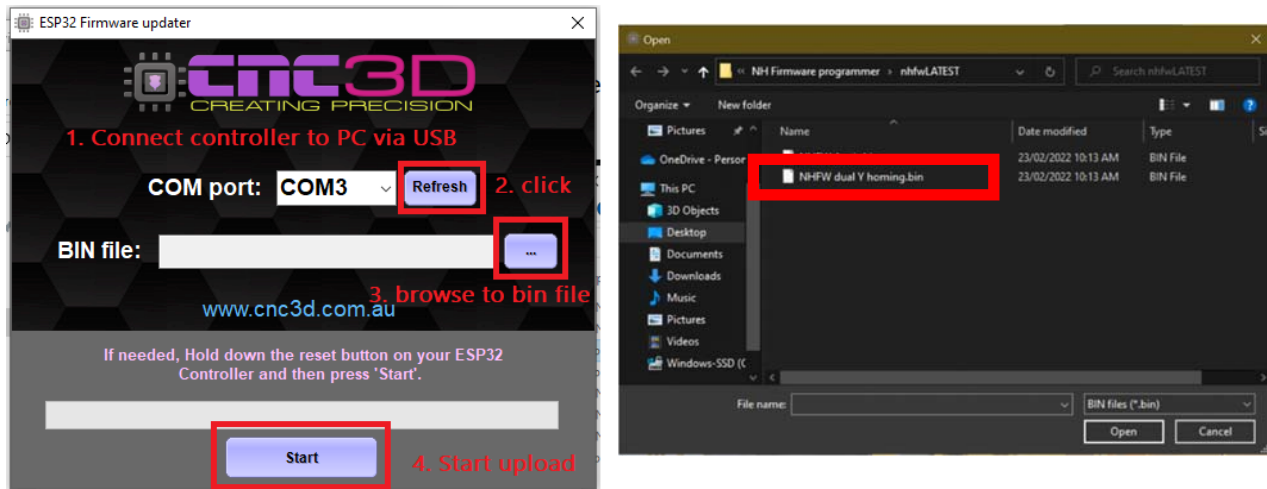 ESP32 Firmware updater
CNC3D
CREATING PRECISION
1. Connect controller to PC via USB
COM port: COM3 Refresh 2. click
BIN file: ...
3. browse to bin file
www.cnc3d.com.au
If needed, Hold down the reset button on your ESP32
Controller and then press 'Start'.
Start 4. Start upload
Open
« NH Firmware programmer › nhfwLATEST Search nhfwLATEST
Organize New folder
Pictures Name Date modified Type
OneDrive - Person 23/02/2022 10:13 AM BIN File
NHFW dual Y homing.bin 23/02/2022 10:13 AM BIN File
This PC
3D Objects
Desktop
Documents
Downloads
Music
Pictures
Videos
Windows-SSD (C
File name: BIN files (*.bin)
Open Cancel